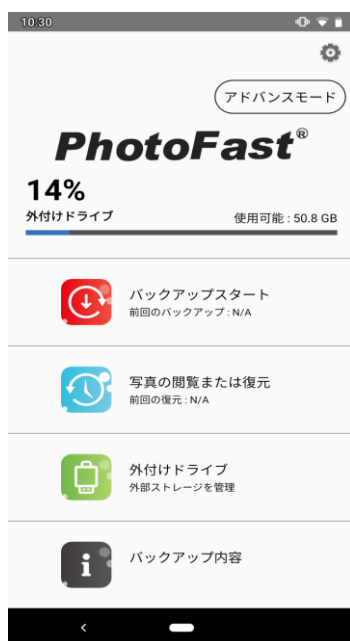 10:30
アドバンスモード
PhotoFast®
14%
外付けドライブ 使用可能 : 50.8 GB
バックアップスタート
前回のバックアップ : N/A
写真の閲覧または復元
前回の復元 : N/A
外付けドライブ
外部ストレージを管理
バックアップ内容